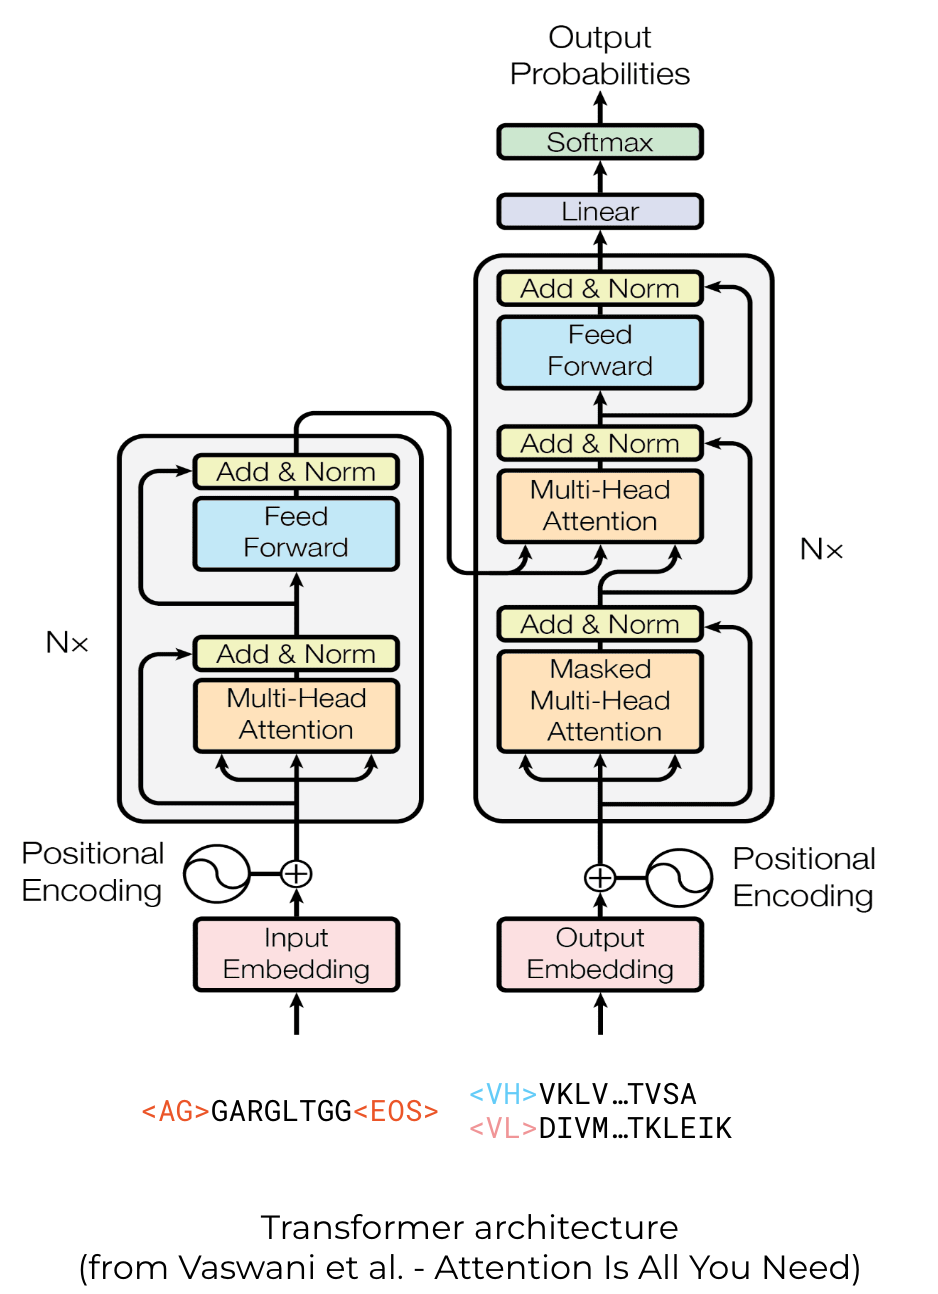 Output
Probabilities
Softmax
Linear
Add & Norm
Feed
Forward
Add & Norm
Multi-Head
Attention
Add & Norm
Masked
Multi-Head
Attention
N×
Add & Norm
Feed
Forward
Add & Norm
Multi-Head
Attention
N×
Positional
Encoding
Positional
Encoding
Input
Embedding
Output
Embedding
<AG>GARGLTGG<EOS>
<VH>VKLV…TVSA
<VL>DIVM…TKLEIK
Transformer architecture
(from Vaswani et al. - Attention Is All You Need)